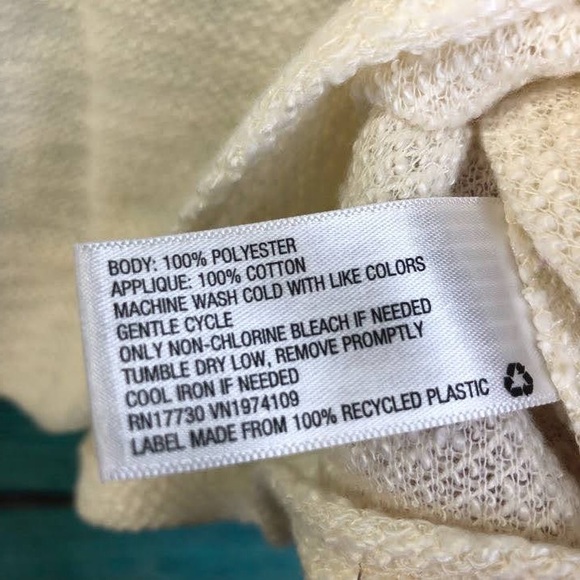 BODY: 100% POLYESTER
APPLIQUE: 100% COTTON
MACHINE WASH COLD WITH LIKE COLORS
GENTLE CYCLE
ONLY NON-CHLORINE BLEACH IF NEEDED
TUMBLE DRY LOW, REMOVE PROMPTLY
COOL IRON IF NEEDED
RN17730 VN1974109
LABEL MADE FROM 100% RECYCLED PLASTIC